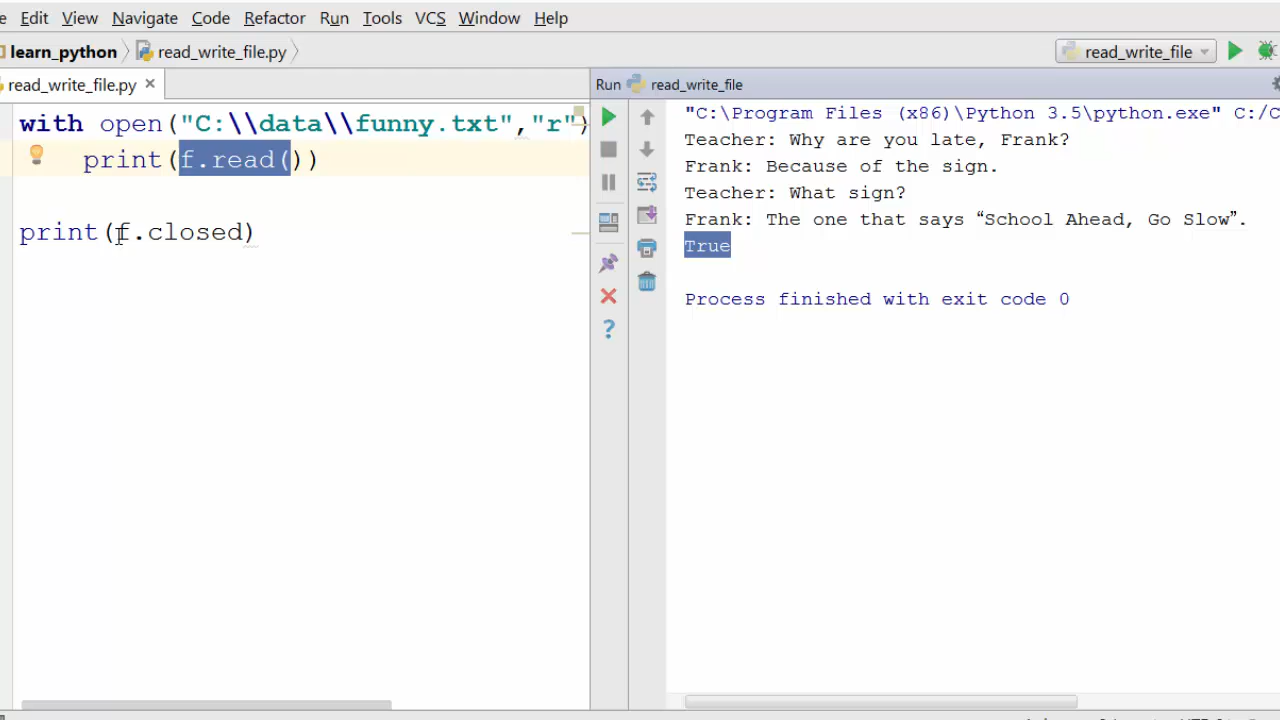 Edit View Navigate Code Refactor Run Tools VCS Window Help
learn_python read_write_file.py
read_write_file
read_write_file.py
Run read_write_file
with open("C:\\data\\funny.txt","r")
print(f.read())
print(f.closed)
"C:\Program Files (x86)\Python 3.5\python.exe" C:/C
Teacher: Why are you late, Frank?
Frank: Because of the sign.
Teacher: What sign?
Frank: The one that says “School Ahead, Go Slow”.
True
Process finished with exit code 0